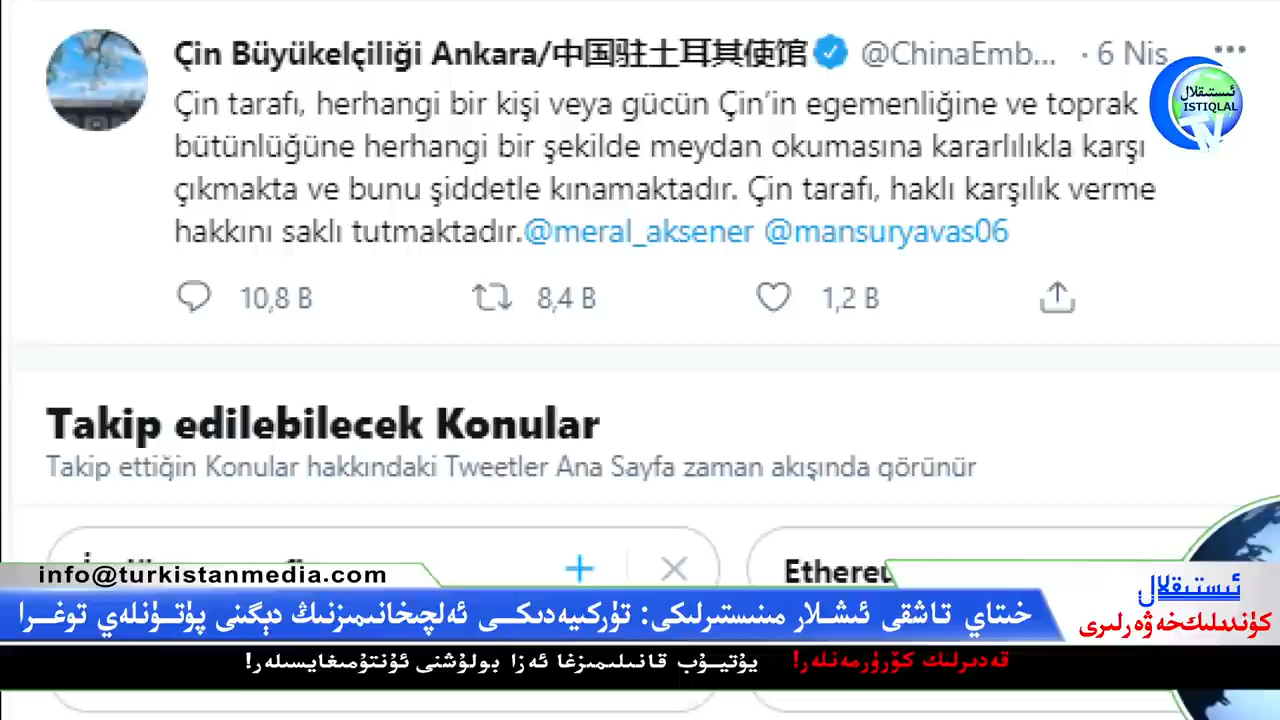 Çin Büyükelçiliği Ankara/中国驻土耳其使馆 @ChinaEmb... · 6 Nis
ئىستىقلال
ISTIQLAL
Çin tarafı, herhangi bir kişi veya gücün Çin'in egemenliğine ve toprak
bütünlüğüne herhangi bir şekilde meydan okumasına kararlılıkla karşı
çıkmakta ve bunu şiddetle kınamaktadır. Çin tarafı, haklı karşılık verme
hakkını saklı tutmaktadır.@meral_aksener @mansuryavas06
10,8 B 8,4 B 1,2 B
Takip edilebilecek Konular
Takip ettiğin Konular hakkındaki Tweetler Ana Sayfa zaman akışında görünür
info@turkistanmedia.com
ئىستىقلال
كۈندىلىك خەۋەرلىرى
خىتاي تاشقى ئىشلار مىنىستىرلىكى: تۈركىيەدىكى ئەلچىخانىمىزنىڭ دېگىنى پۈتۈنلەي توغرا
قەدىرلىك كۆرۈرمەنلەر! يۇتيۇب قانىلىمىزغا ئەزا بولۇشنى ئۇنتۇمىغايسىلەر!